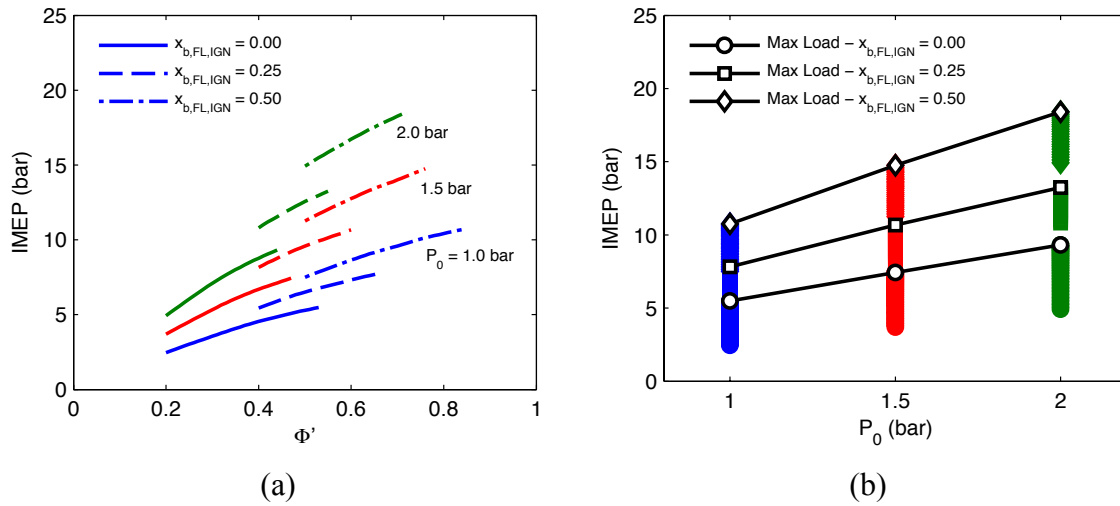 25
20
15
10
5
0
IMEP (bar)
x_b,FL,IGN = 0.00
x_b,FL,IGN = 0.25
x_b,FL,IGN = 0.50
2.0 bar
1.5 bar
P_0 = 1.0 bar
0 0.2 0.4 0.6 0.8 1
Φ'
(a)
25
20
15
10
5
0
IMEP (bar)
Max Load − x_b,FL,IGN = 0.00
Max Load − x_b,FL,IGN = 0.25
Max Load − x_b,FL,IGN = 0.50
1 1.5 2
P_0 (bar)
(b)